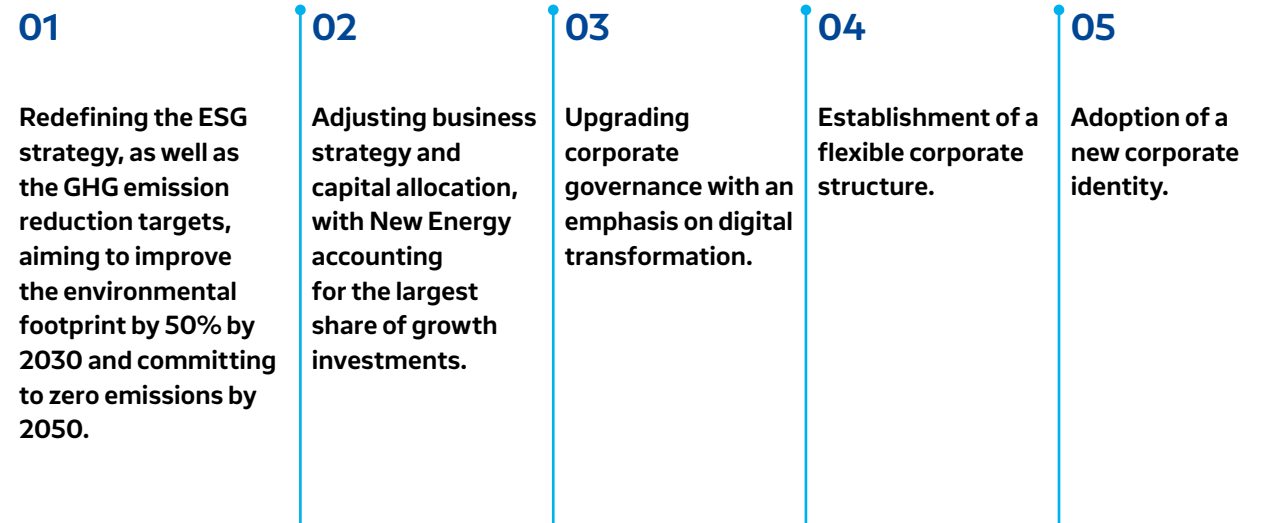 01
Redefining the ESG
strategy, as well as
the GHG emission
reduction targets,
aiming to improve
the environmental
footprint by 50% by
2030 and committing
to zero emissions by
2050.
02
Adjusting business
strategy and
capital allocation,
with New Energy
accounting
for the largest
share of growth
investments.
03
Upgrading
corporate
governance with an
emphasis on digital
transformation.
04
Establishment of a
flexible corporate
structure.
05
Adoption of a
new corporate
identity.